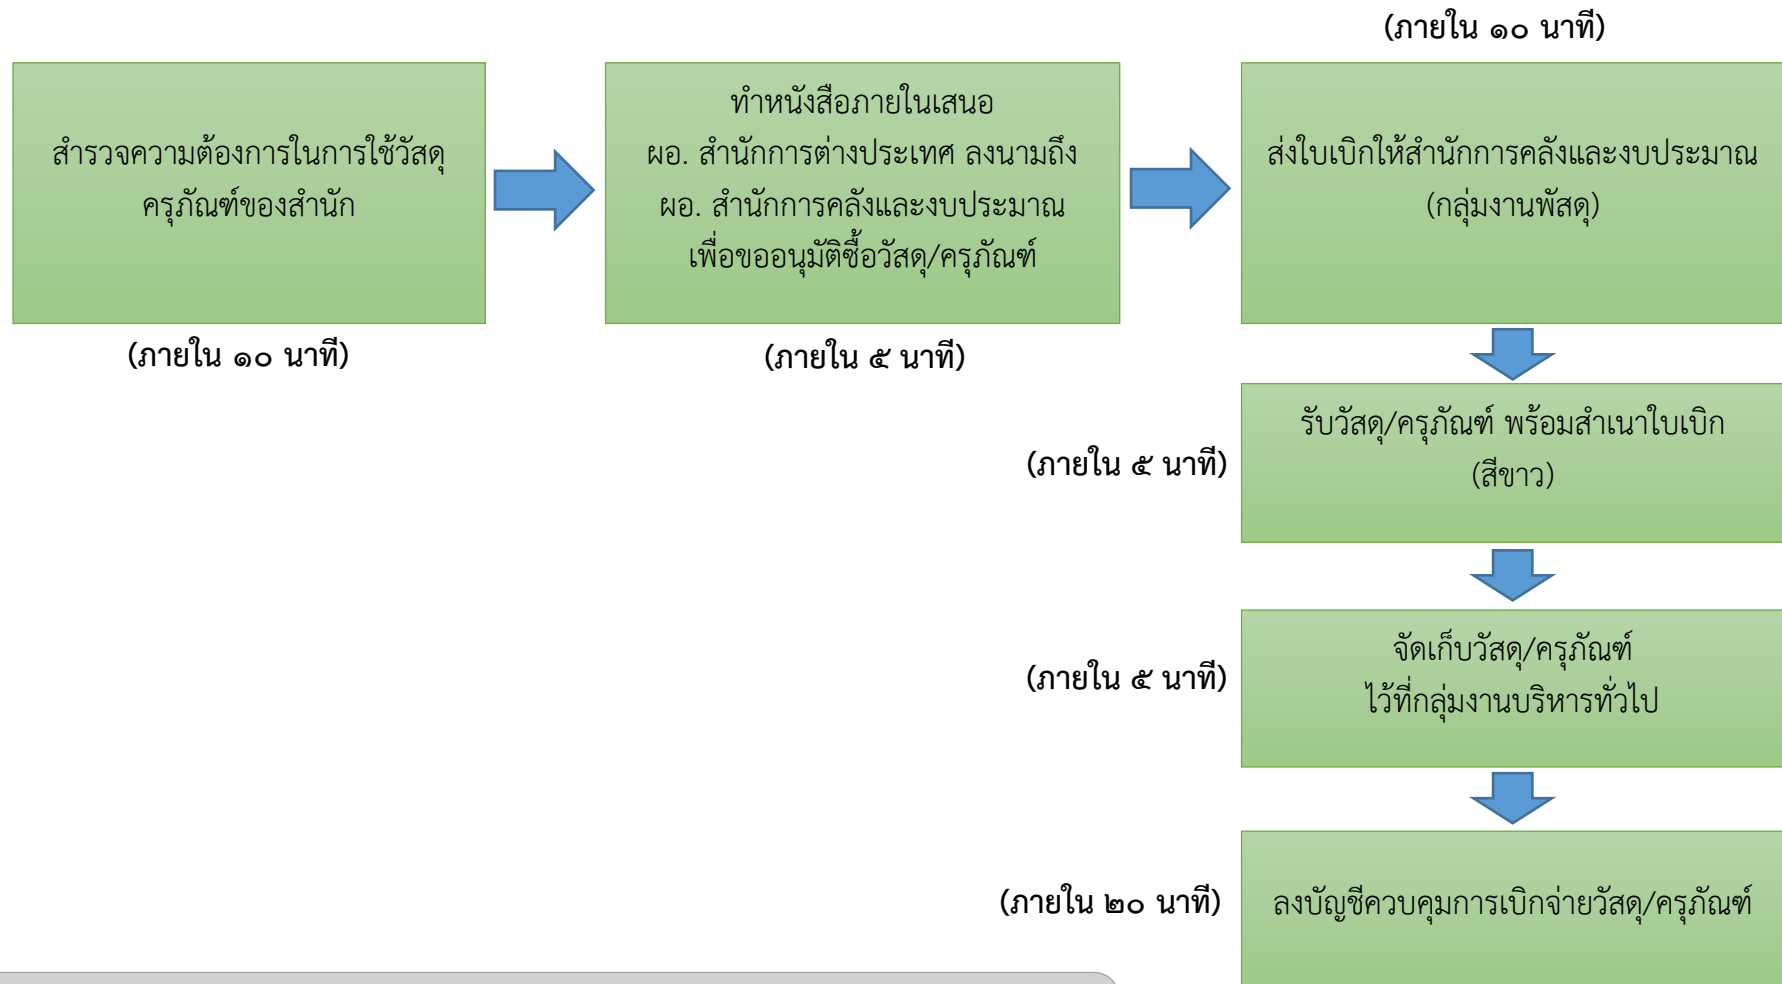 สำรวจความต้องการในการใช้วัสดุ
ครุภัณฑ์ของสำนัก
(ภายใน ๑๐ นาที)
ทำหนังสือภายในเสนอ
ผอ. สำนักการต่างประเทศ ลงนามถึง
ผอ. สำนักการคลังและงบประมาณ
เพื่อขออนุมัติซื้อวัสดุ/ครุภัณฑ์
(ภายใน ๕ นาที)
(ภายใน ๑๐ นาที)
ส่งใบเบิกให้สำนักการคลังและงบประมาณ
(กลุ่มงานพัสดุ)
(ภายใน ๕ นาที)
รับวัสดุ/ครุภัณฑ์ พร้อมสำเนาใบเบิก
(สีขาว)
(ภายใน ๕ นาที)
จัดเก็บวัสดุ/ครุภัณฑ์
ไว้ที่กลุ่มงานบริหารทั่วไป
(ภายใน ๒๐ นาที)
ลงบัญชีควบคุมการเบิกจ่ายวัสดุ/ครุภัณฑ์